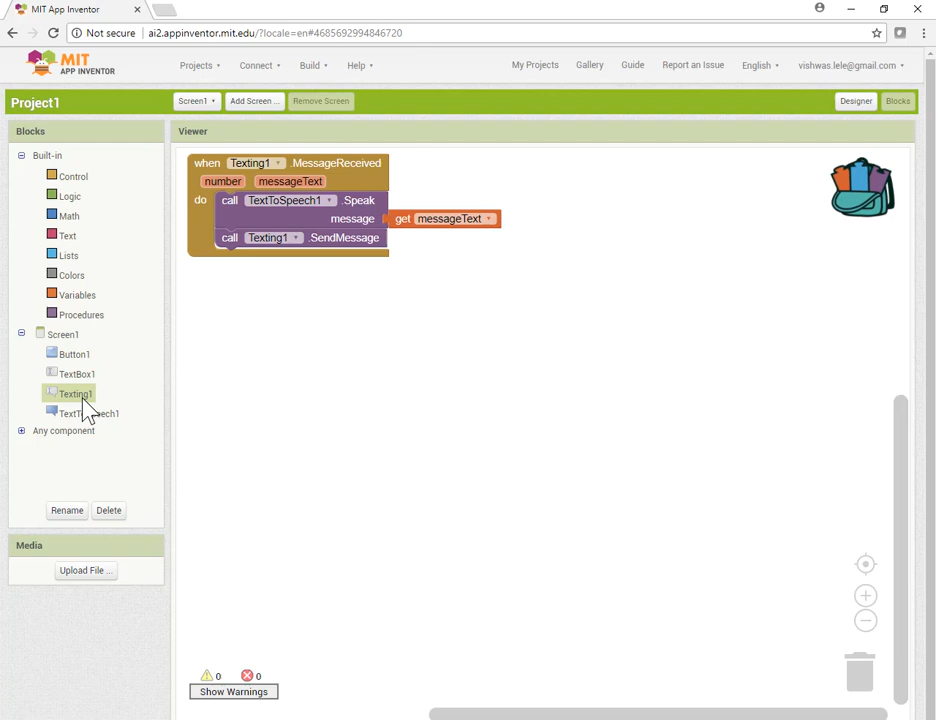 MIT App Inventor
Not secure | ai2.appinventor.mit.edu/?locale=en#4685692994846720
MIT
APP INVENTOR
Projects Connect Build Help My Projects Gallery Guide Report an Issue English vishwas.lele@gmail.com
Project1 Screen1 Add Screen ... Remove Screen Designer Blocks
Blocks
Built-in
Control
Logic
Math
Text
Lists
Colors
Variables
Procedures
Screen1
Button1
TextBox1
Texting1
Any component
Rename Delete
Media
Upload File ...
Viewer
when Texting1 .MessageReceived
number messageText
do call TextToSpeech1 .Speak
message get messageText
call Texting1 .SendMessage
0 0
Show Warnings